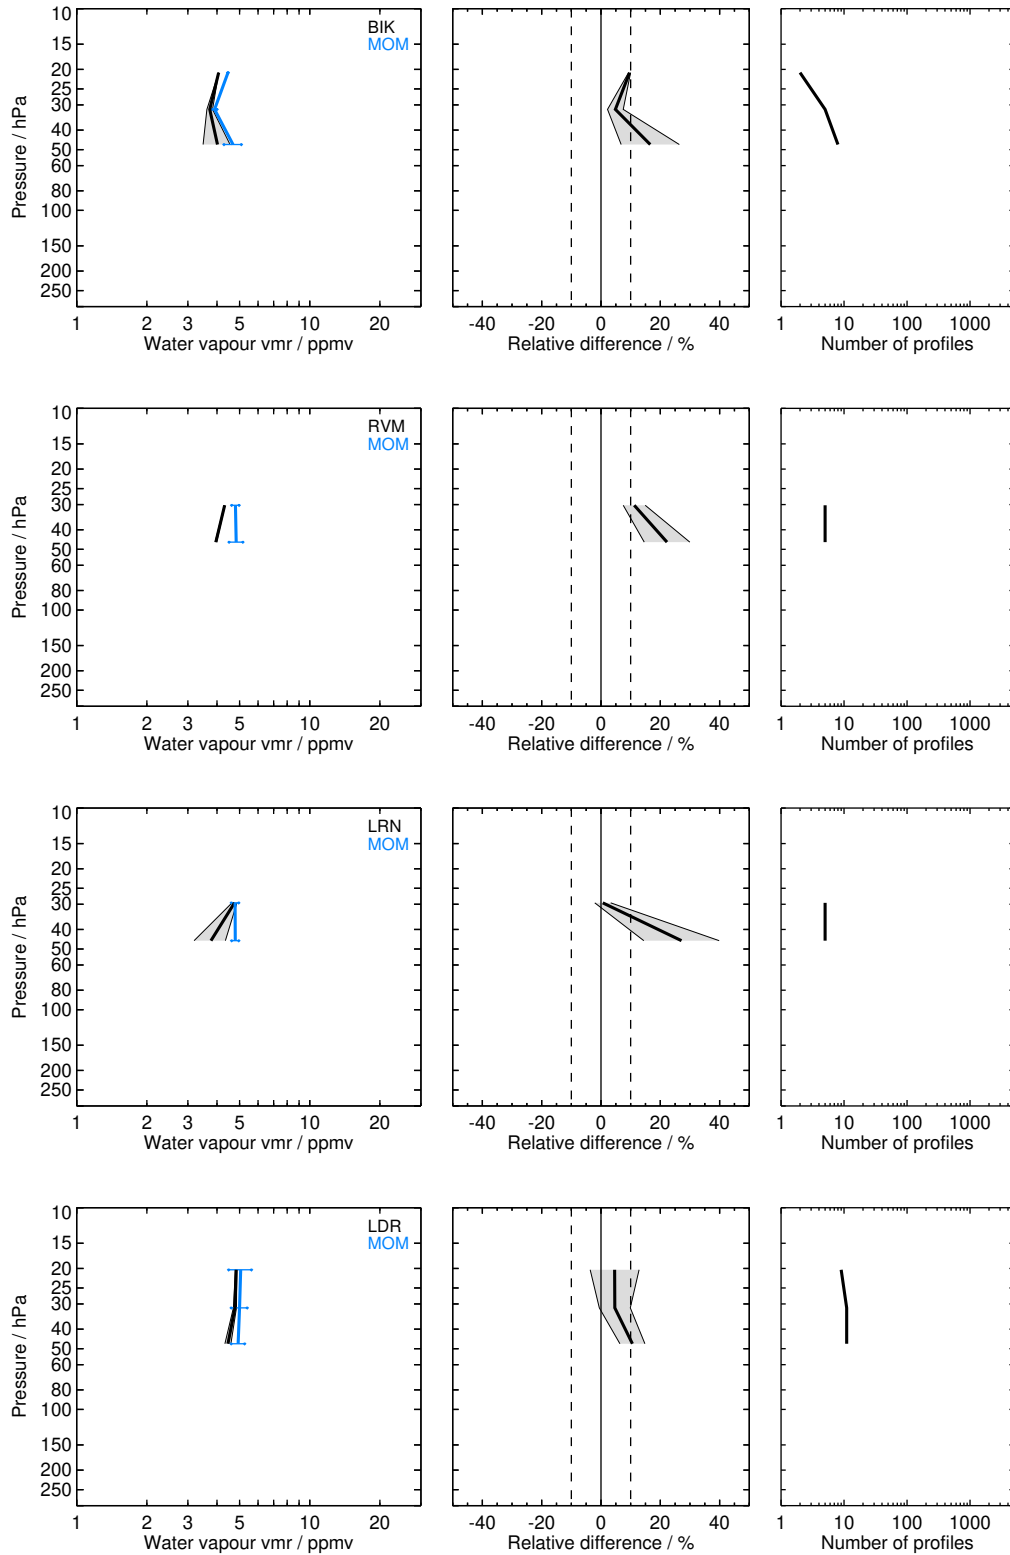 BIK
MOM
10
15
20
25
30
40
50
60
80
100
150
200
250
Pressure / hPa
1 2 3 5 10 20
Water vapour vmr / ppmv
-40 -20 0 20 40
Relative difference / %
1 10 100 1000
Number of profiles
RVM
MOM
10
15
20
25
30
40
50
60
80
100
150
200
250
Pressure / hPa
1 2 3 5 10 20
Water vapour vmr / ppmv
-40 -20 0 20 40
Relative difference / %
1 10 100 1000
Number of profiles
LRN
MOM
10
15
20
25
30
40
50
60
80
100
150
200
250
Pressure / hPa
1 2 3 5 10 20
Water vapour vmr / ppmv
-40 -20 0 20 40
Relative difference / %
1 10 100 1000
Number of profiles
LDR
MOM
10
15
20
25
30
40
50
60
80
100
150
200
250
Pressure / hPa
1 2 3 5 10 20
Water vapour vmr / ppmv
-40 -20 0 20 40
Relative difference / %
1 10 100 1000
Number of profiles